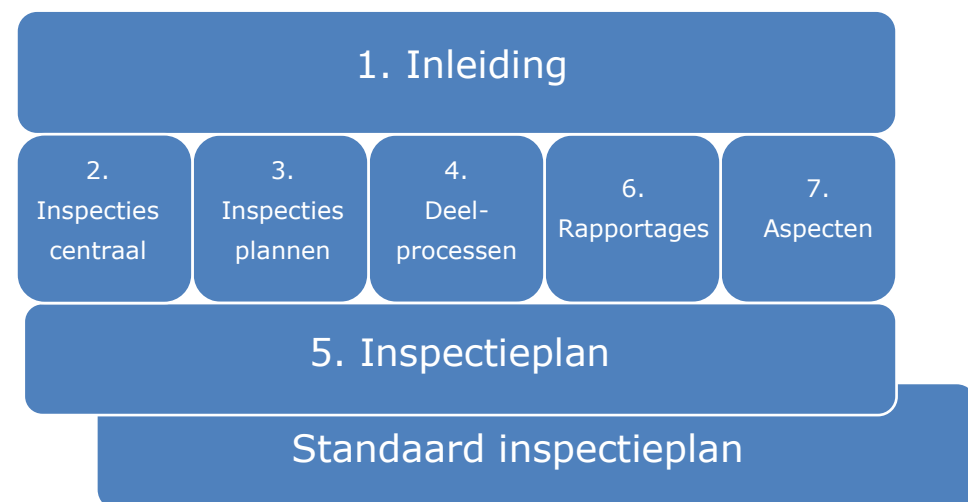 1. Inleiding
2.
Inspecties
centraal
3.
Inspecties
plannen
4.
Deel-
processen
6.
Rapportages
7.
Aspecten
5. Inspectieplan
Standaard inspectieplan